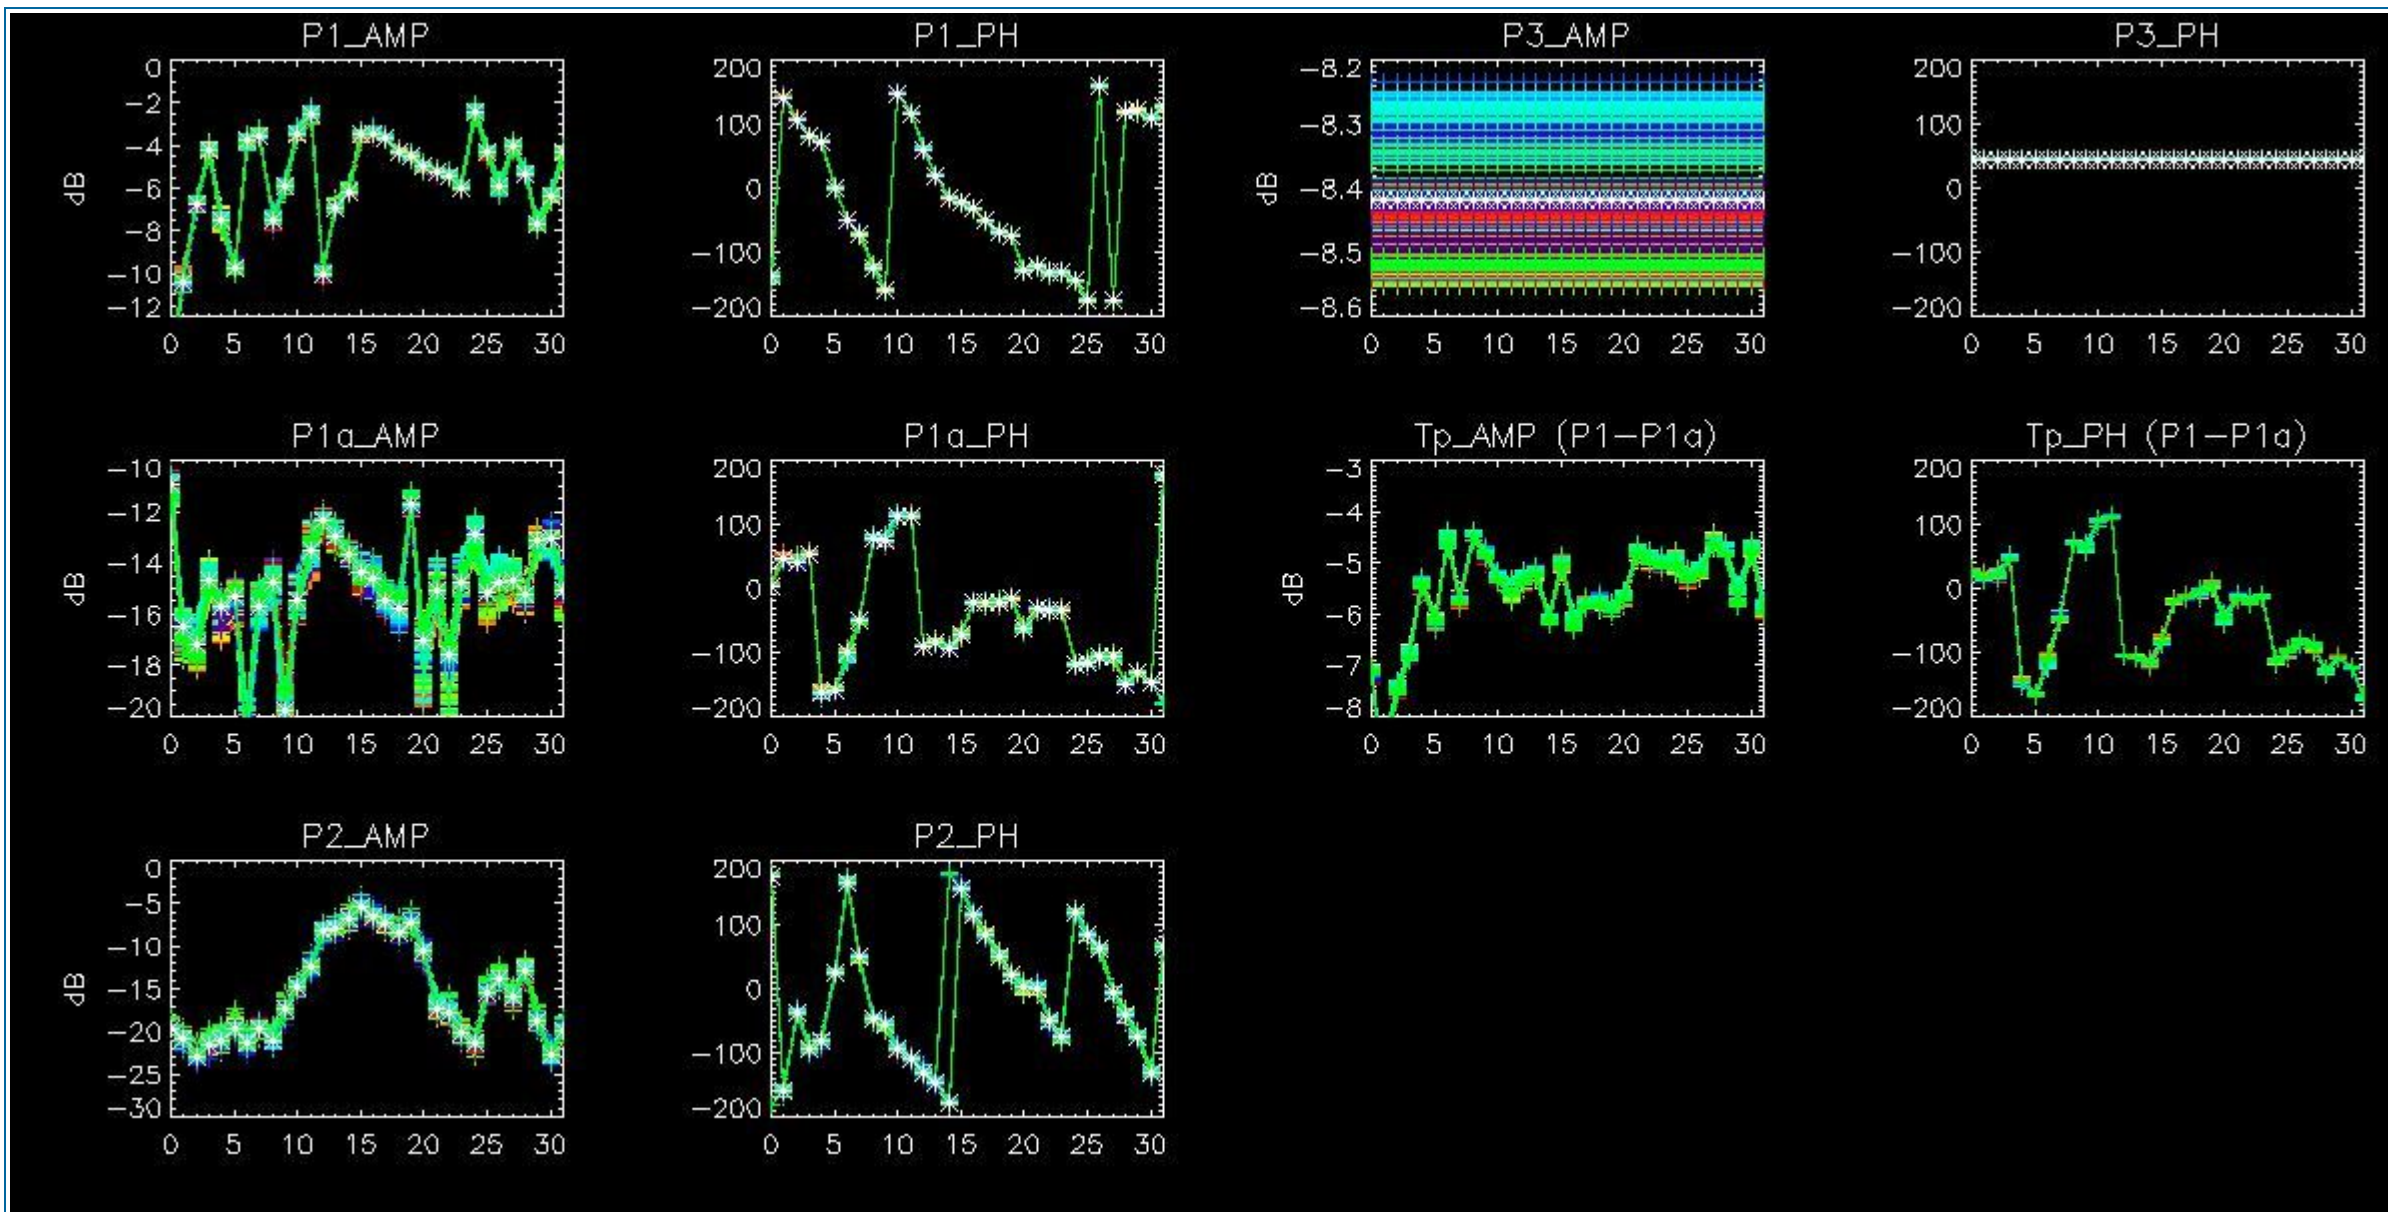 P1_AMP
0
−2
−4
−6
−8
−10
−12
dB
0 5 10 15 20 25 30
P1_PH
200
100
0
−100
−200
0 5 10 15 20 25 30
P3_AMP
−8.2
−8.3
−8.4
−8.5
−8.6
dB
0 5 10 15 20 25 30
P3_PH
200
100
0
−100
−200
0 5 10 15 20 25 30
P1a_AMP
−10
−12
−14
−16
−18
−20
dB
0 5 10 15 20 25 30
P1a_PH
200
100
0
−100
−200
0 5 10 15 20 25 30
Tp_AMP (P1−P1a)
−3
−4
−5
−6
−7
−8
dB
0 5 10 15 20 25 30
Tp_PH (P1−P1a)
200
100
0
−100
−200
0 5 10 15 20 25 30
P2_AMP
0
−5
−10
−15
−20
−25
−30
dB
0 5 10 15 20 25 30
P2_PH
200
100
0
−100
−200
0 5 10 15 20 25 30